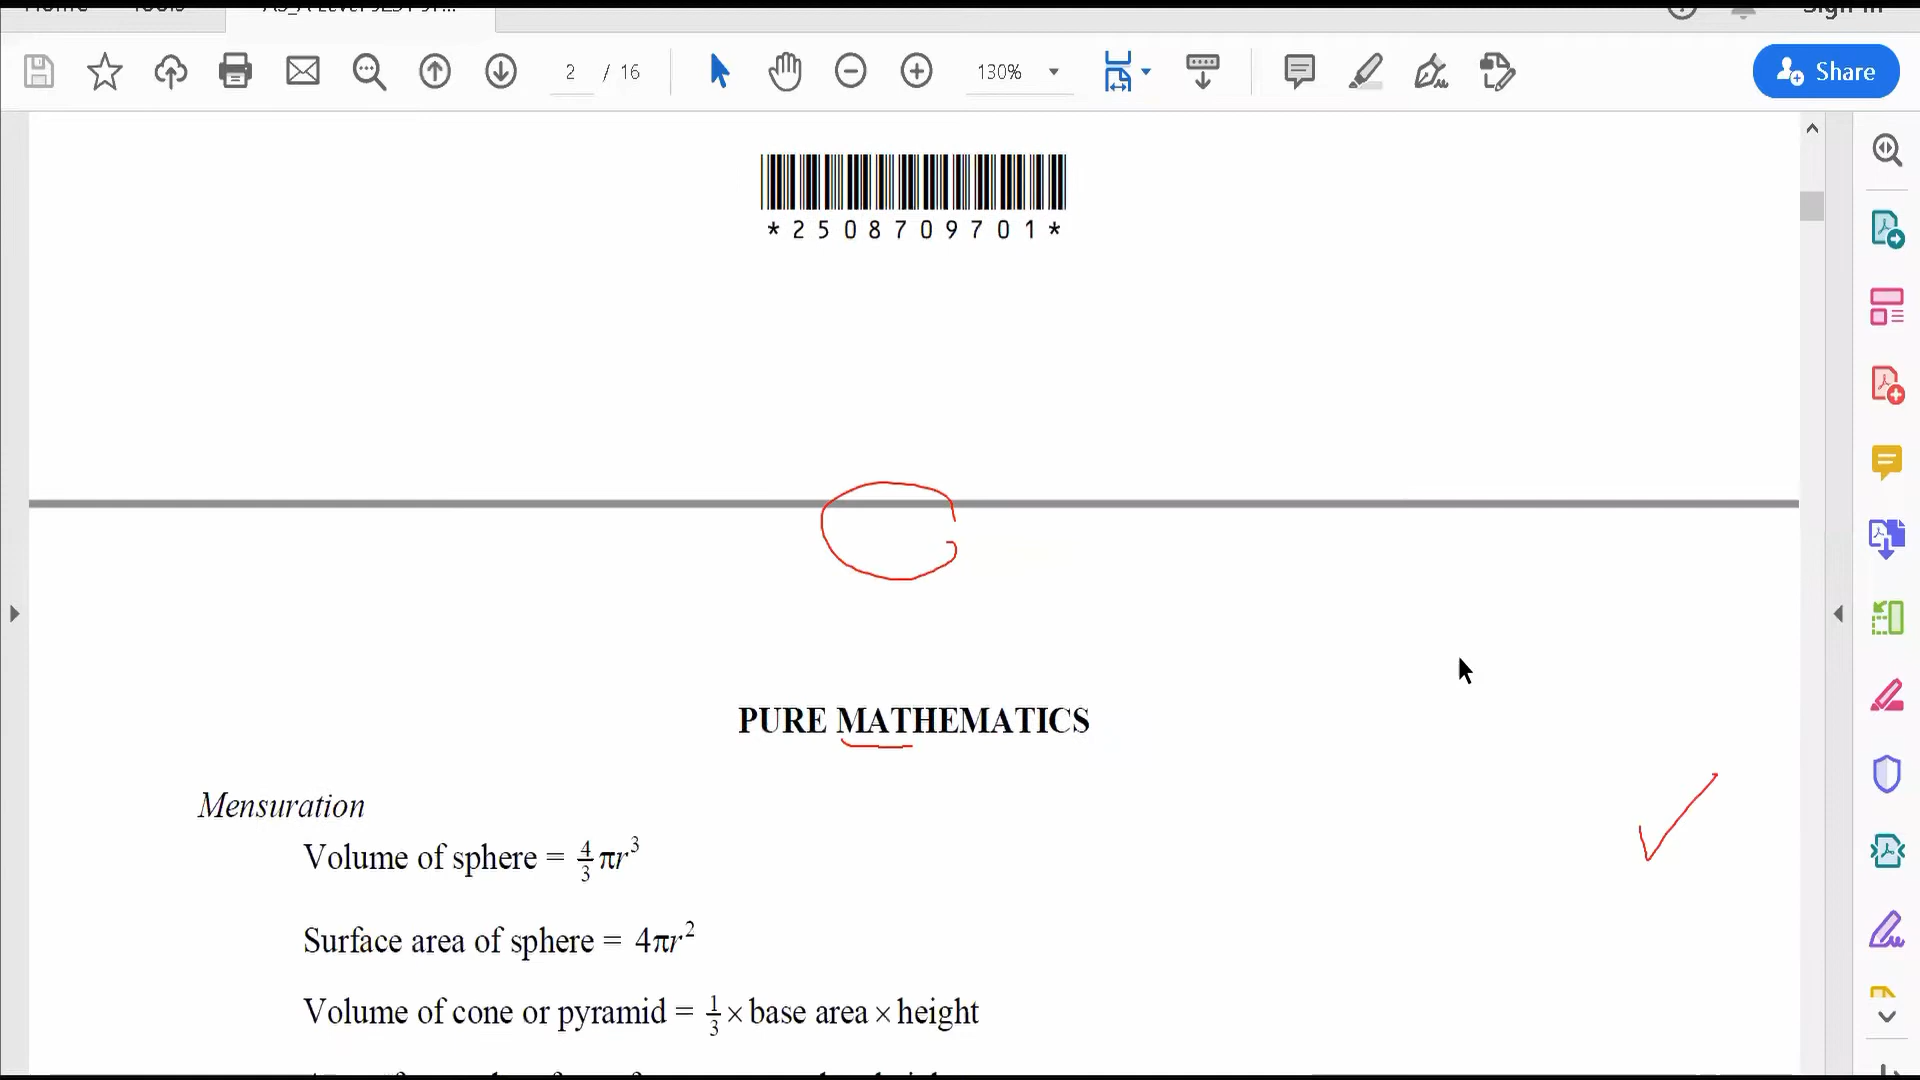 2 / 16
130%
Share
*2508709701*
PURE MATHEMATICS
Mensuration
Volume of sphere = 4/3 πr³
Surface area of sphere = 4πr²
Volume of cone or pyramid = 1/3 × base area × height